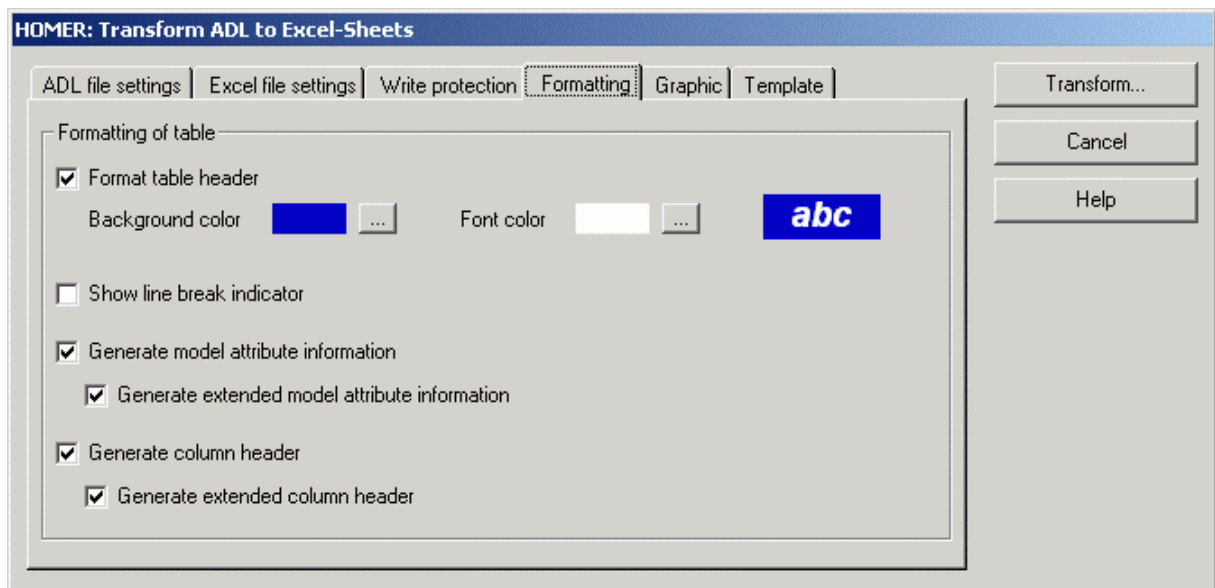 HOMER: Transform ADL to Excel-Sheets
ADL file settings Excel file settings Write protection Formatting Graphic Template
Transform...
Cancel
Help
Formatting of table
Format table header
Background color ... Font color ... abc
Show line break indicator
Generate model attribute information
Generate extended model attribute information
Generate column header
Generate extended column header